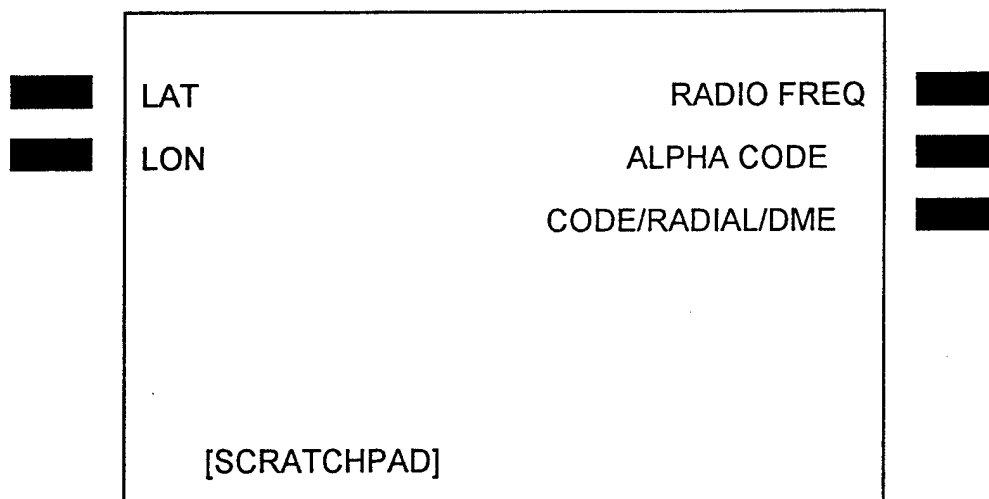 LAT RADIO FREQ
LON ALPHA CODE
CODE/RADIAL/DME
[SCRATCHPAD]